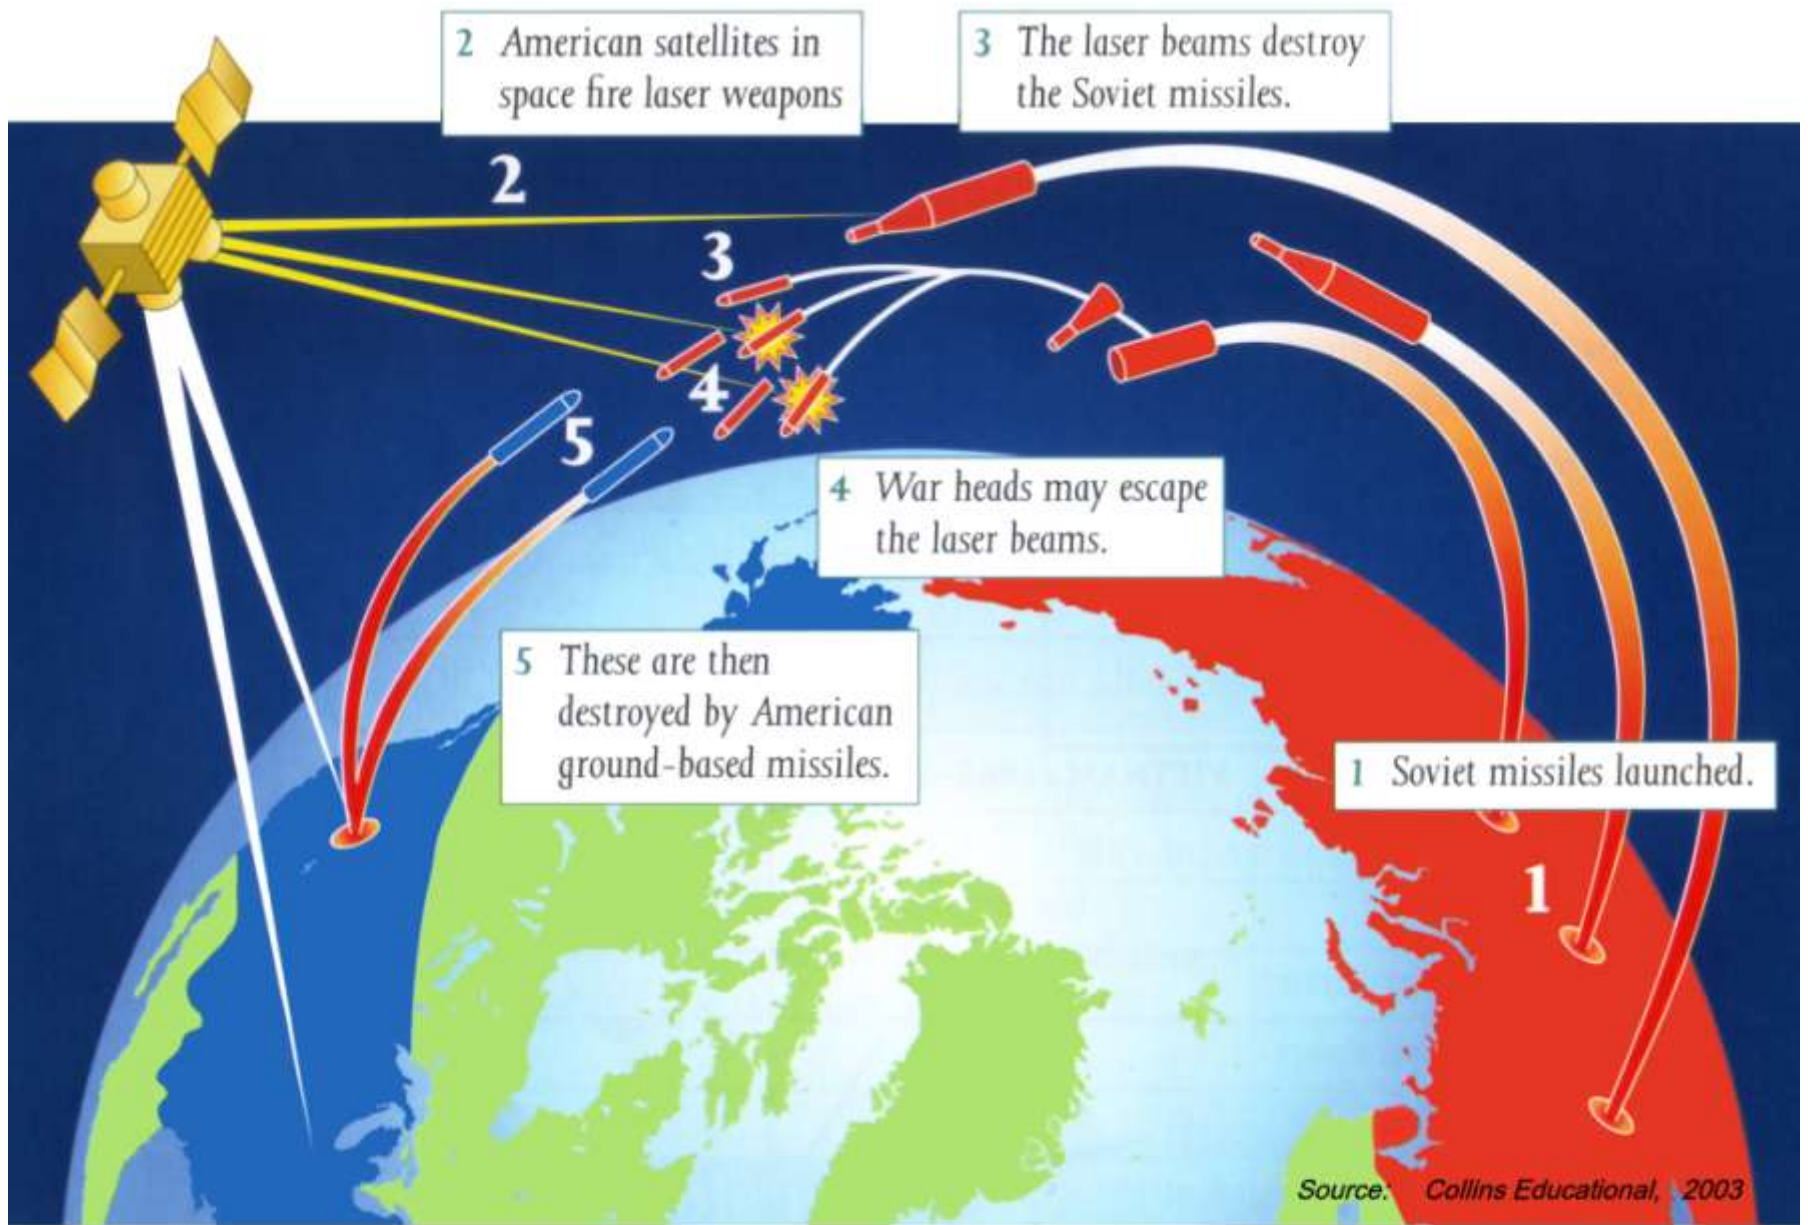 2 American satellites in
space fire laser weapons
3 The laser beams destroy
the Soviet missiles.
2
3
4
5
4 War heads may escape
the laser beams.
5 These are then
destroyed by American
ground-based missiles.
1 Soviet missiles launched.
1
Source: Collins Educational, 2003